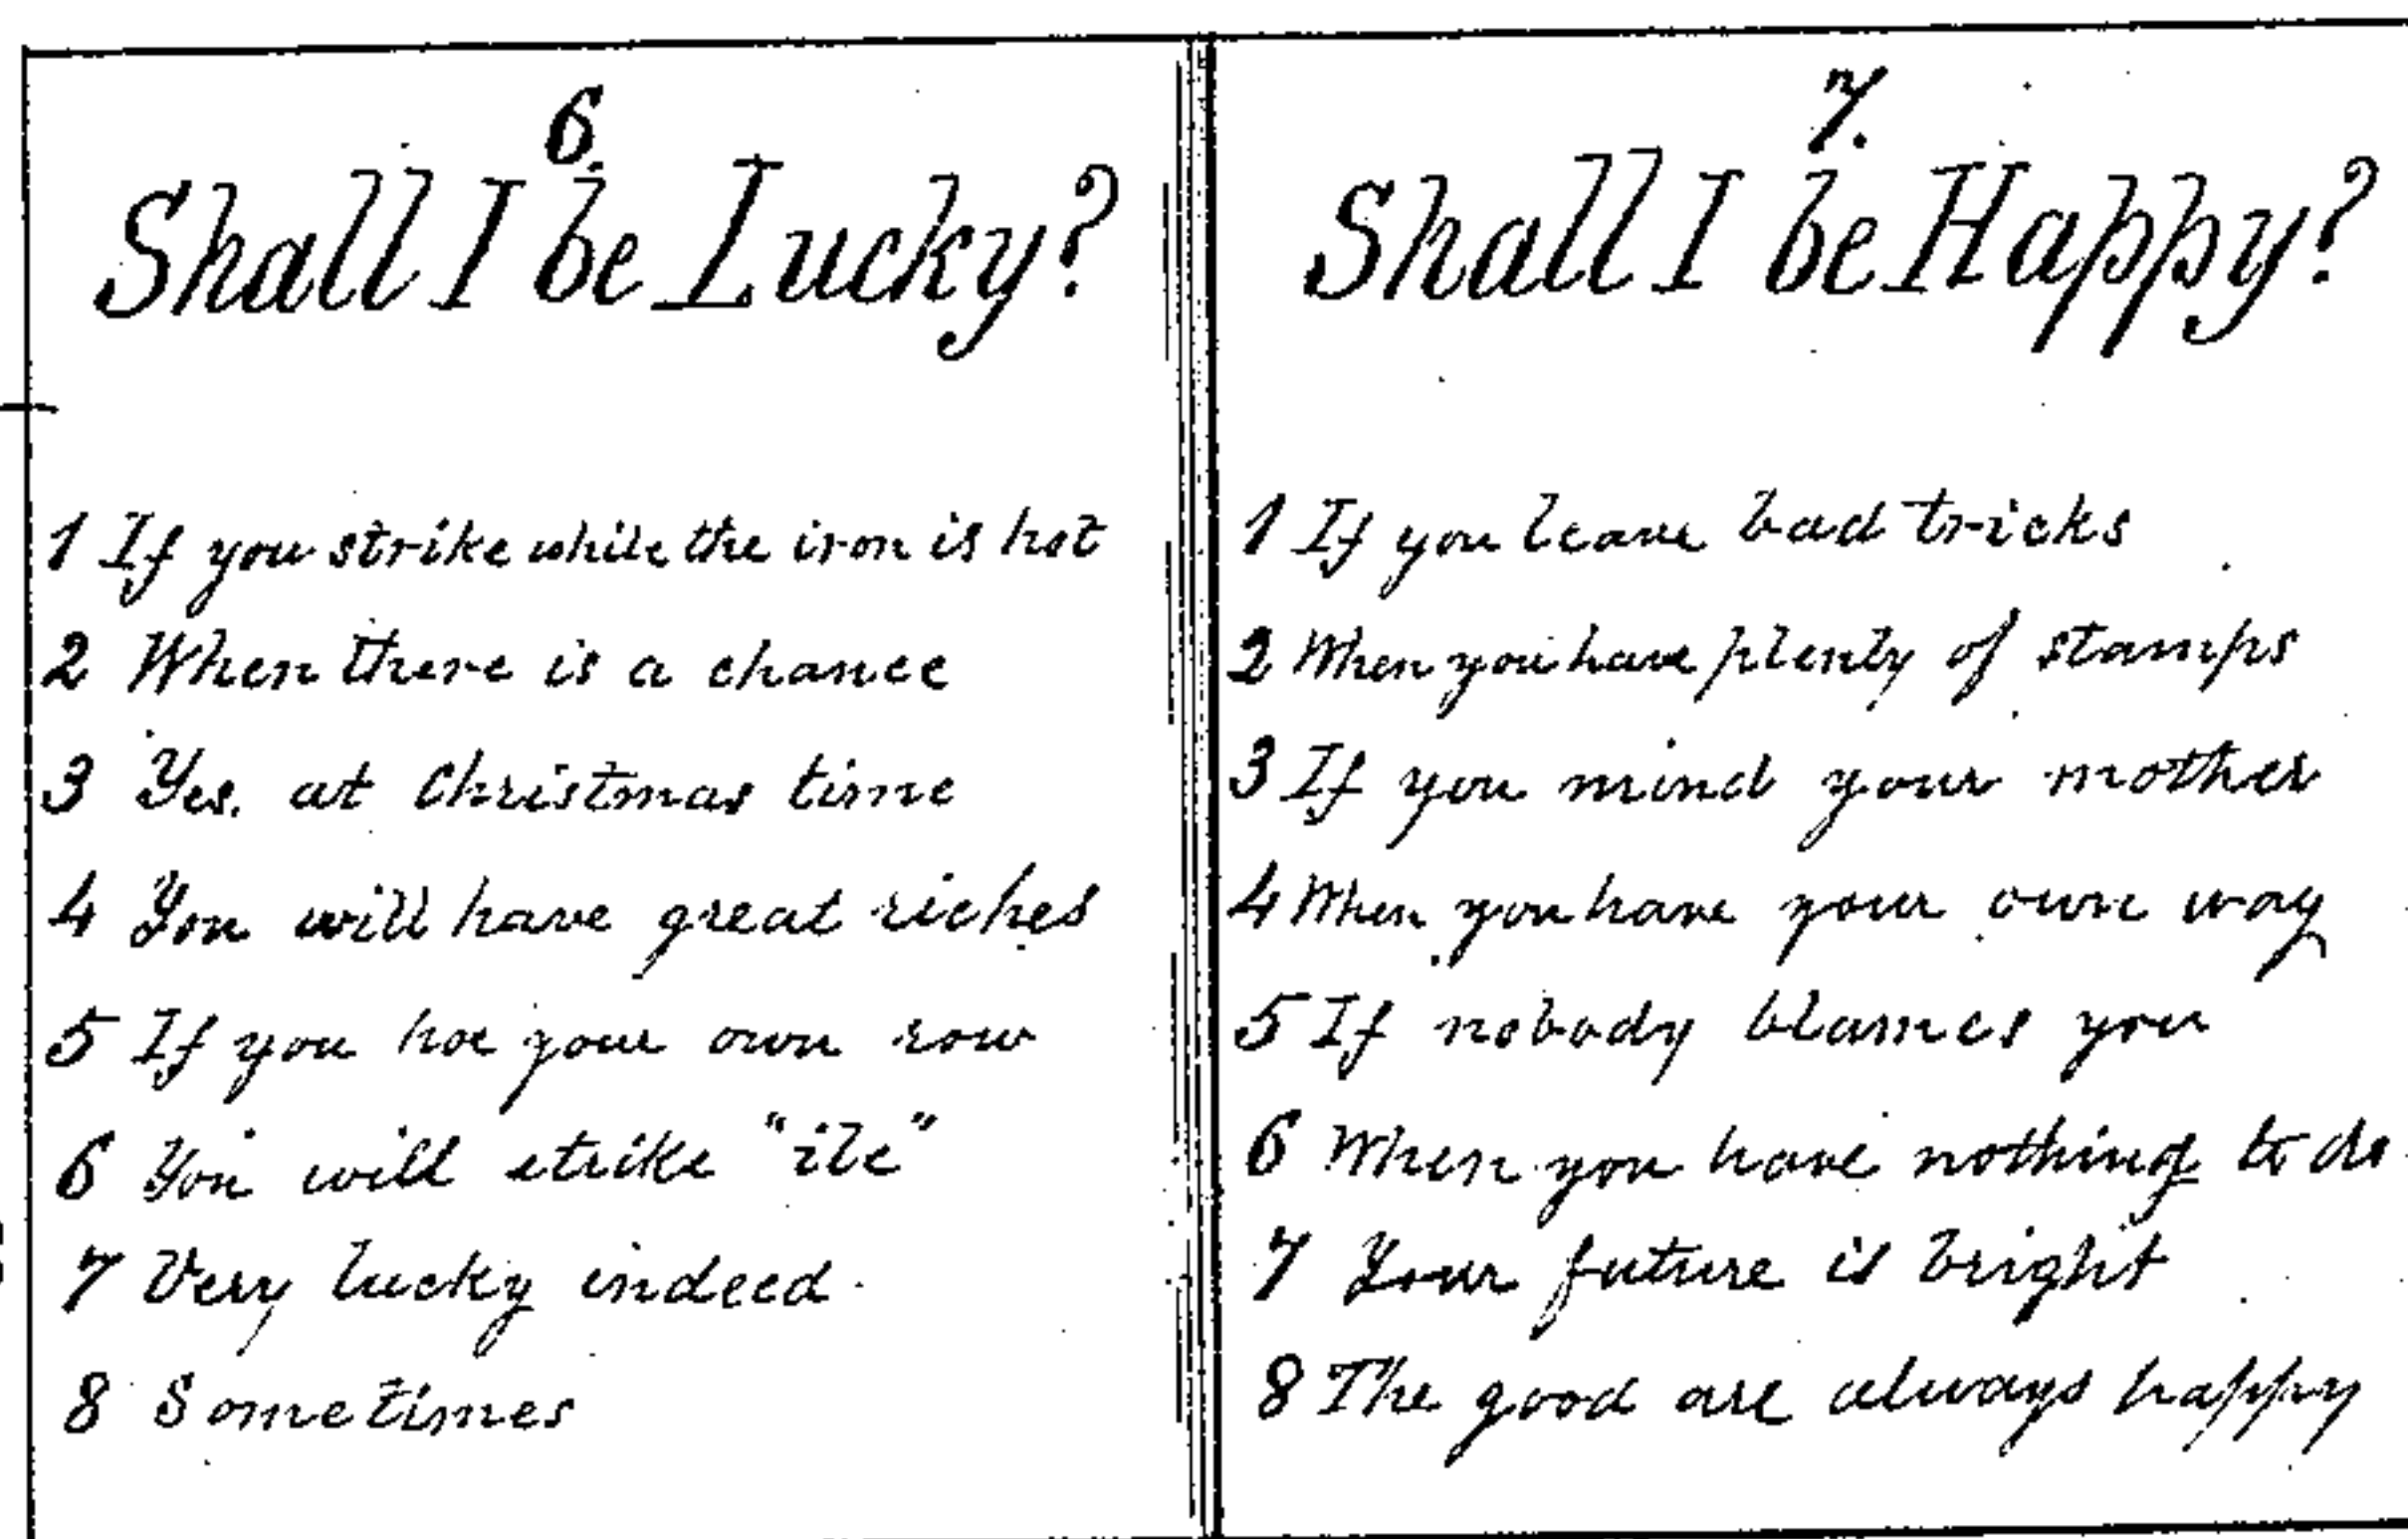 6.
Shall I be Lucky?
1 If you strike while the iron is hot
2 When there is a chance
3 Yes. at Christmas time
4 You will have great riches
5 If you hoe your own row
6 You will strike "ile"
7 Very lucky indeed
8 Sometimes
7.
Shall I be Happy?
1 If you leave bad tricks
2 When you have plenty of stamps
3 If you mind your mother
4 When you have your own way
5 If nobody blames you
6 When you have nothing to do
7 Your future is bright
8 The good are always happy